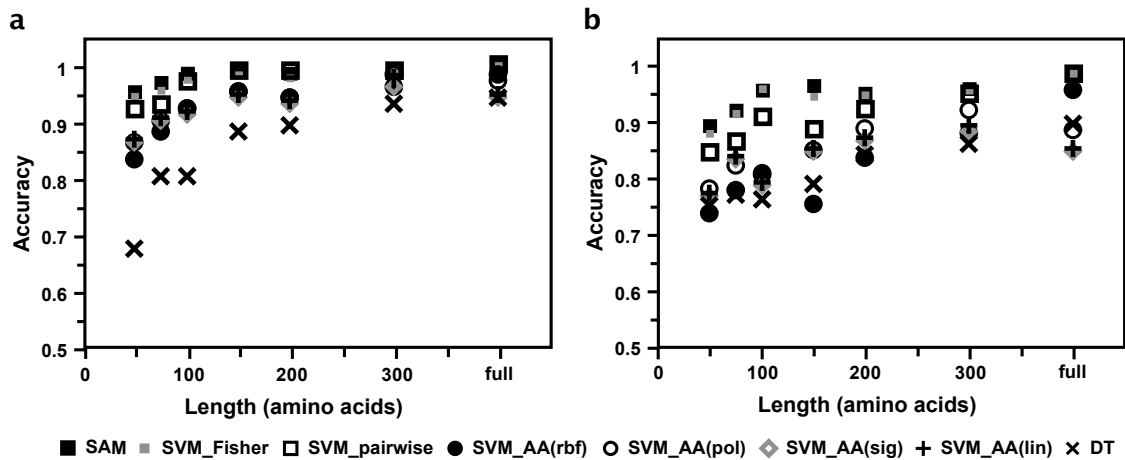 a
b
1
0.9
0.8
0.7
0.6
0.5
Accuracy
0
100
200
300
full
Length (amino acids)
1
0.9
0.8
0.7
0.6
0.5
Accuracy
0
100
200
300
full
Length (amino acids)
SAM SVM_Fisher SVM_pairwise SVM_AA(rbf) SVM_AA(pol) SVM_AA(sig) SVM_AA(lin) DT